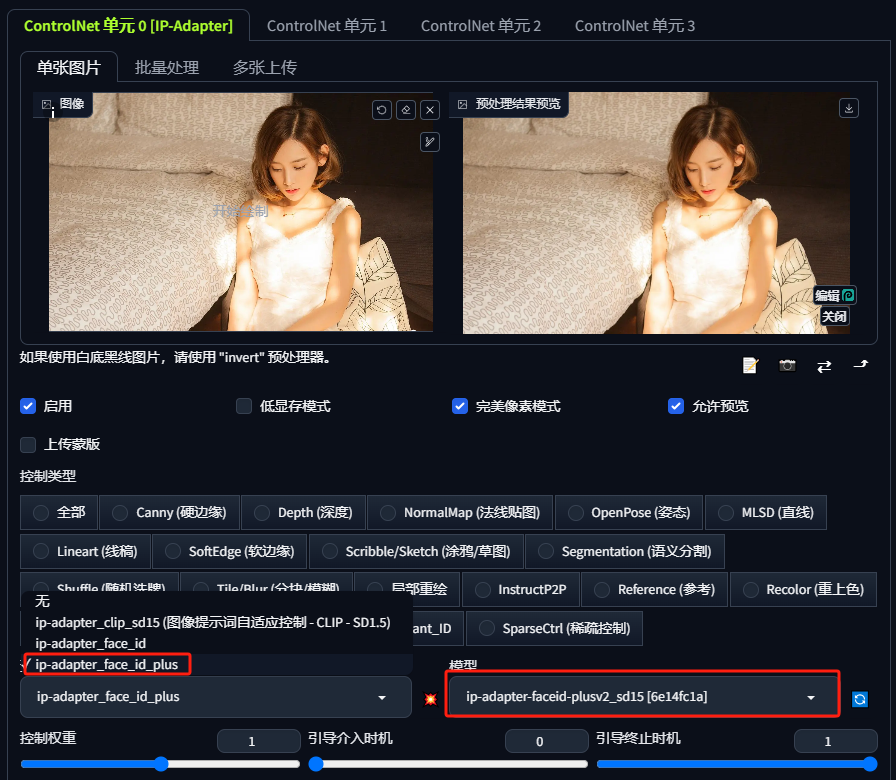 ControlNet 单元 0 [IP-Adapter] ControlNet 单元 1 ControlNet 单元 2 ControlNet 单元 3
单张图片 批量处理 多张上传
图像 预处理结果预览
编辑
关闭
如果使用白底黑线图片，请使用 "invert" 预处理器。
启用 低显存模式 完美像素模式 允许预览
上传蒙版
控制类型
全部 Canny (硬边缘) Depth (深度) NormalMap (法线贴图) OpenPose (姿态) MLSD (直线)
Lineart (线稿) SoftEdge (软边缘) Scribble/Sketch (涂鸦/草图) Segmentation (语义分割)
Shuffle (随机洗牌) Tile/Blur (分块/模糊) 局部重绘 InstructP2P Reference (参考) Recolor (重上色)
无
ip-adapter_clip_sd15 (图像提示词自适应控制 - CLIP - SD1.5) ant_ID SparseCtrl (稀疏控制)
ip-adapter_face_id
ip-adapter_face_id_plus 模型
ip-adapter_face_id_plus ip-adapter-faceid-plusv2_sd15 [6e14fc1a]
控制权重 1 引导介入时机 0 引导终止时机 1